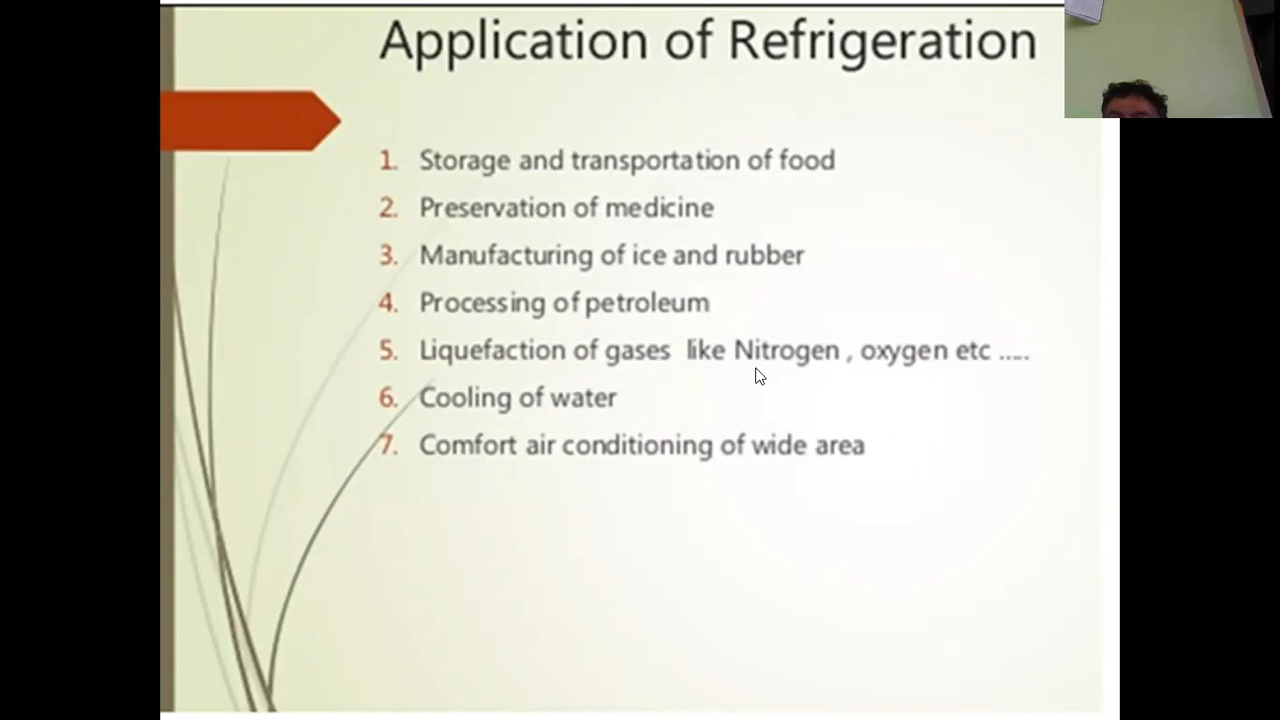 Application of Refrigeration
1. Storage and transportation of food
2. Preservation of medicine
3. Manufacturing of ice and rubber
4. Processing of petroleum
5. Liquefaction of gases like Nitrogen , oxygen etc .....
6. Cooling of water
7. Comfort air conditioning of wide area